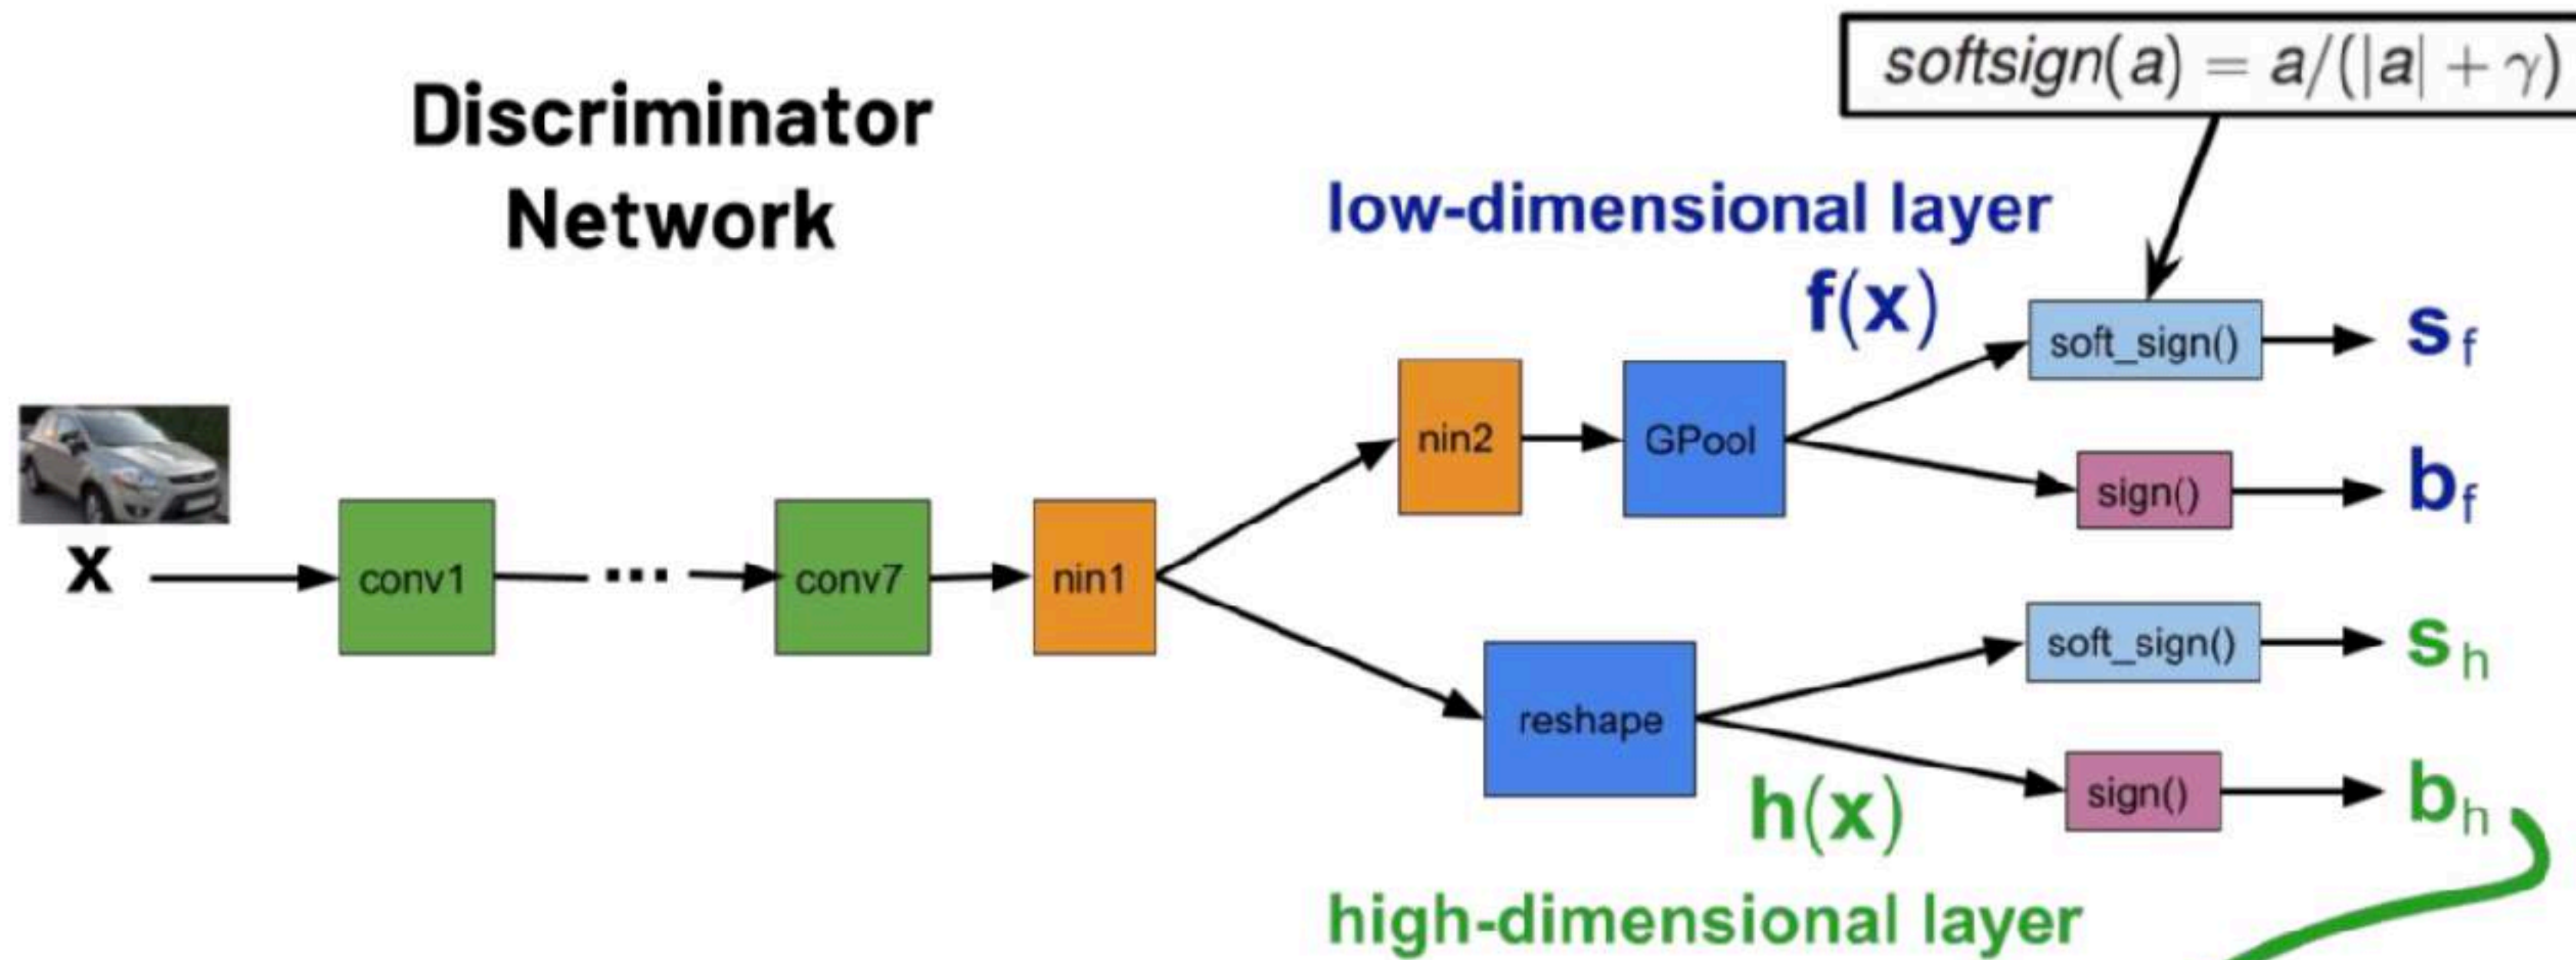 softsign(a) = a/(|a| + γ)
Discriminator
Network
low-dimensional layer
f(x)
soft_sign()
s f
nin2
GPool
sign()
b f
x
conv1
...
conv7
nin1
soft_sign()
s h
reshape
sign()
b h
h(x)
high-dimensional layer